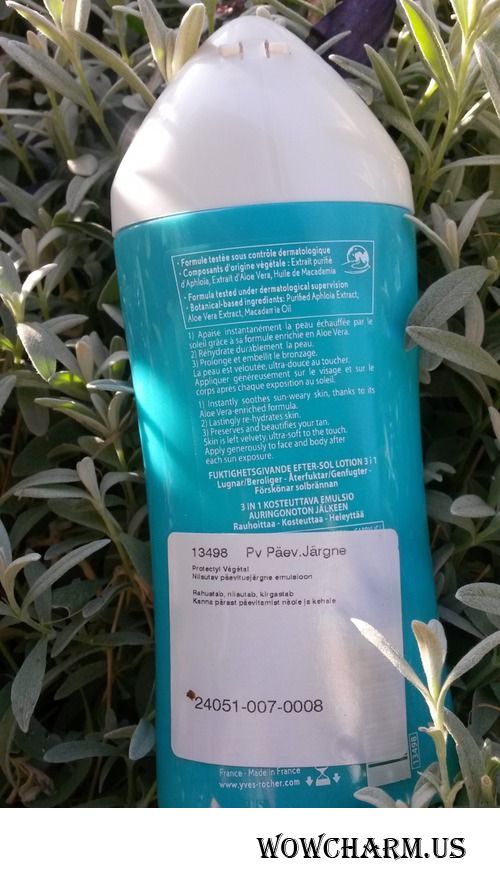 · Formule testée sous contrôle dermatologique
· Composants d'origine végétale : Extrait purifié
d'Aphloia, Extrait d'Aloe Vera, Huile de Macadamia
· Formula tested under dermatological supervision
· Botanical-based ingredients: Purified Aphloia Extract,
Aloe Vera Extract, Macadamia Oil
1) Apaise instantanément la peau échauffée par le
soleil grâce à sa formule enrichie en Aloe Vera.
2) Réhydrate durablement la peau.
3) Prolonge et embellit le bronzage.
La peau est veloutée, ultra-douce au toucher.
Appliquer généreusement sur le visage et sur le
corps après chaque exposition au soleil.
1) Instantly soothes sun-weary skin, thanks to its
Aloe Vera-enriched formula.
2) Lastingly re-hydrates skin.
3) Preserves and beautifies your tan.
Skin is left velvety, ultra-soft to the touch.
Apply generously to face and body after
each sun exposure.
FUKTIGHETSGIVANDE EFTER-SOL LOTION 3 i 1
Lugnar/Beroliger - Återfuktar/Genfugter -
Förskönar solbrännan
3 IN 1 KOSTEUTTAVA EMULSIO
AURINGONOTON JÄLKEEN
Rauhoittaa - Kosteuttaa - Heleyttää
13498 Pv Päev.Järgne
Protectyl Végétal
Niisutav päevitusjärgne emulsioon
Rahustab, niisutab, kirgastab
Kanna pärast päevitamist näole ja kehale
24051-007-0008
13498
France - Made in France
www.yves-rocher.com
WOWCHARM.US